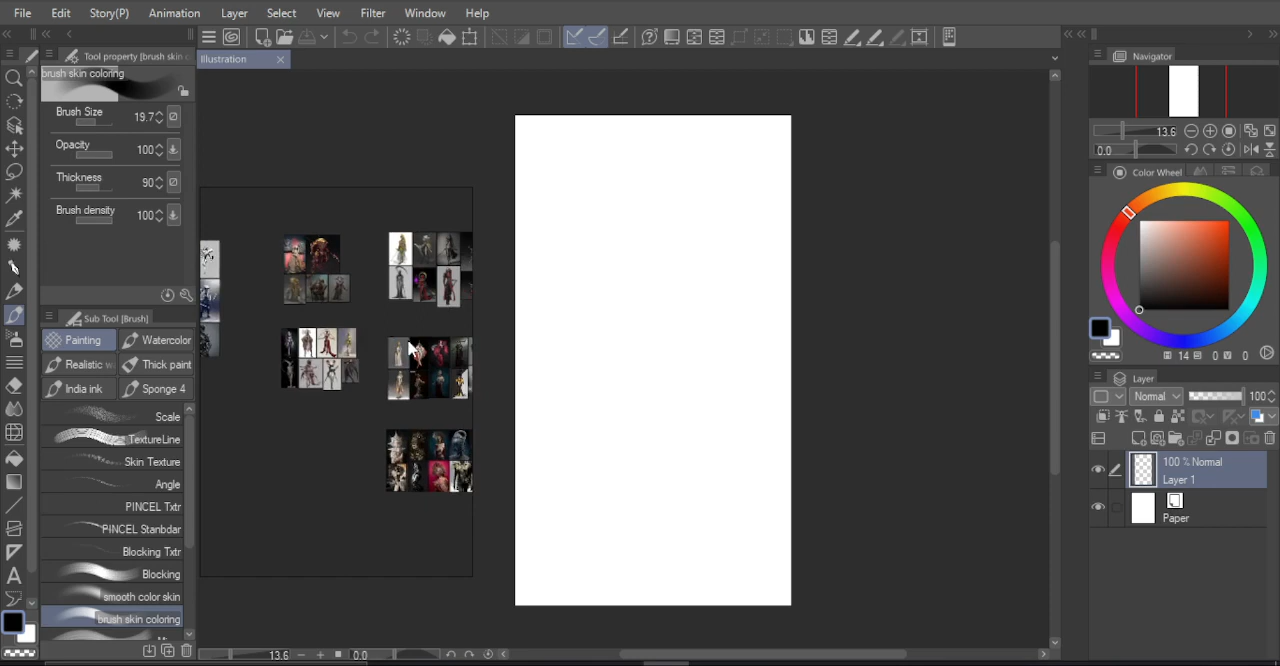 File Edit Story(P) Animation Layer Select View Filter Window Help
Tool property [brush skin c
Illustration
brush skin coloring
Brush Size 19.7
Opacity 100
Thickness 90
Brush density 100
Sub Tool [Brush]
Painting Watercolor
Realistic w Thick paint
India ink Sponge 4
Scale
TextureLine
Skin Texture
Angle
PINCEL Txtr
PINCEL Stanbdar
Blocking Txtr
Blocking
smooth color skin
brush skin coloring
13.6 0.0
Navigator
13.6
0.0
Color Wheel
H 14 S 0 V 0
Layer
Normal 100
100 % Normal
Layer 1
Paper